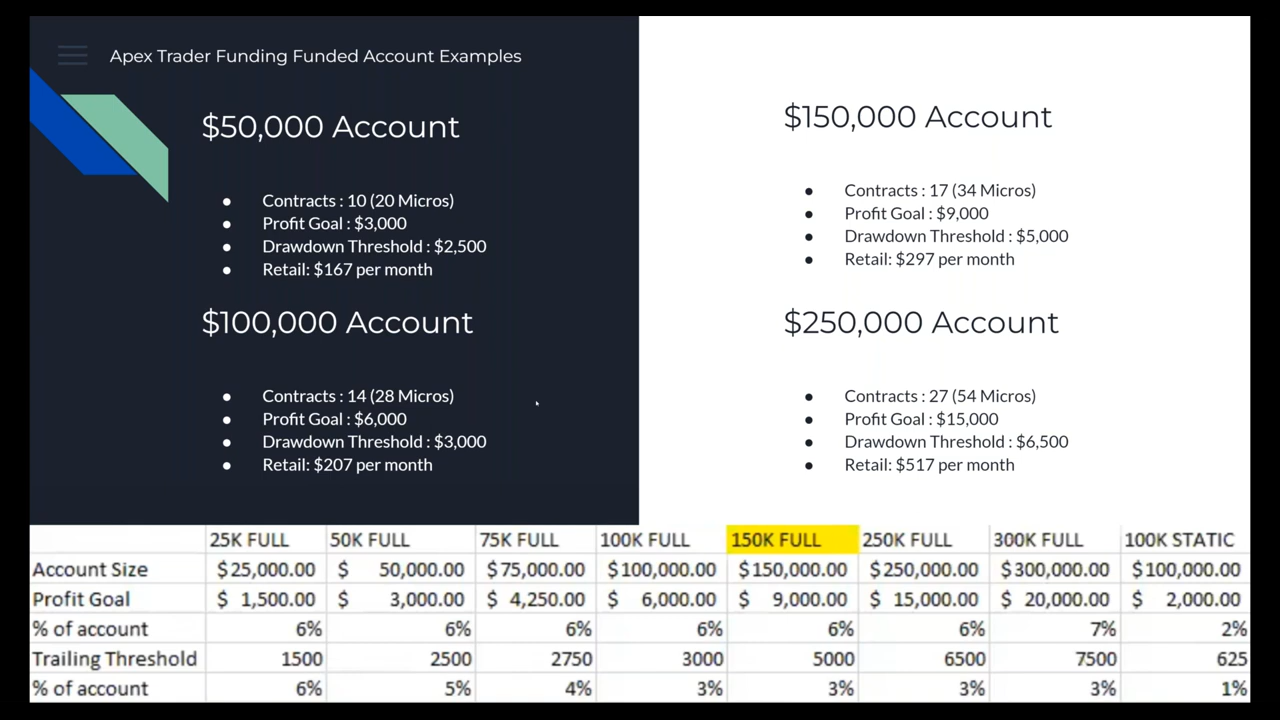 Apex Trader Funding Funded Account Examples
$50,000 Account
● Contracts : 10 (20 Micros)
● Profit Goal : $3,000
● Drawdown Threshold : $2,500
● Retail: $167 per month
$100,000 Account
● Contracts : 14 (28 Micros)
● Profit Goal : $6,000
● Drawdown Threshold : $3,000
● Retail: $207 per month
$150,000 Account
● Contracts : 17 (34 Micros)
● Profit Goal : $9,000
● Drawdown Threshold : $5,000
● Retail: $297 per month
$250,000 Account
● Contracts : 27 (54 Micros)
● Profit Goal : $15,000
● Drawdown Threshold : $6,500
● Retail: $517 per month
25K FULL 50K FULL 75K FULL 100K FULL 150K FULL 250K FULL 300K FULL 100K STATIC
Account Size $25,000.00 $ 50,000.00 $75,000.00 $100,000.00 $150,000.00 $250,000.00 $300,000.00 $100,000.00
Profit Goal $ 1,500.00 $ 3,000.00 $ 4,250.00 $ 6,000.00 $ 9,000.00 $ 15,000.00 $ 20,000.00 $ 2,000.00
% of account 6% 6% 6% 6% 6% 6% 7% 2%
Trailing Threshold 1500 2500 2750 3000 5000 6500 7500 625
% of account 6% 5% 4% 3% 3% 3% 3% 1%